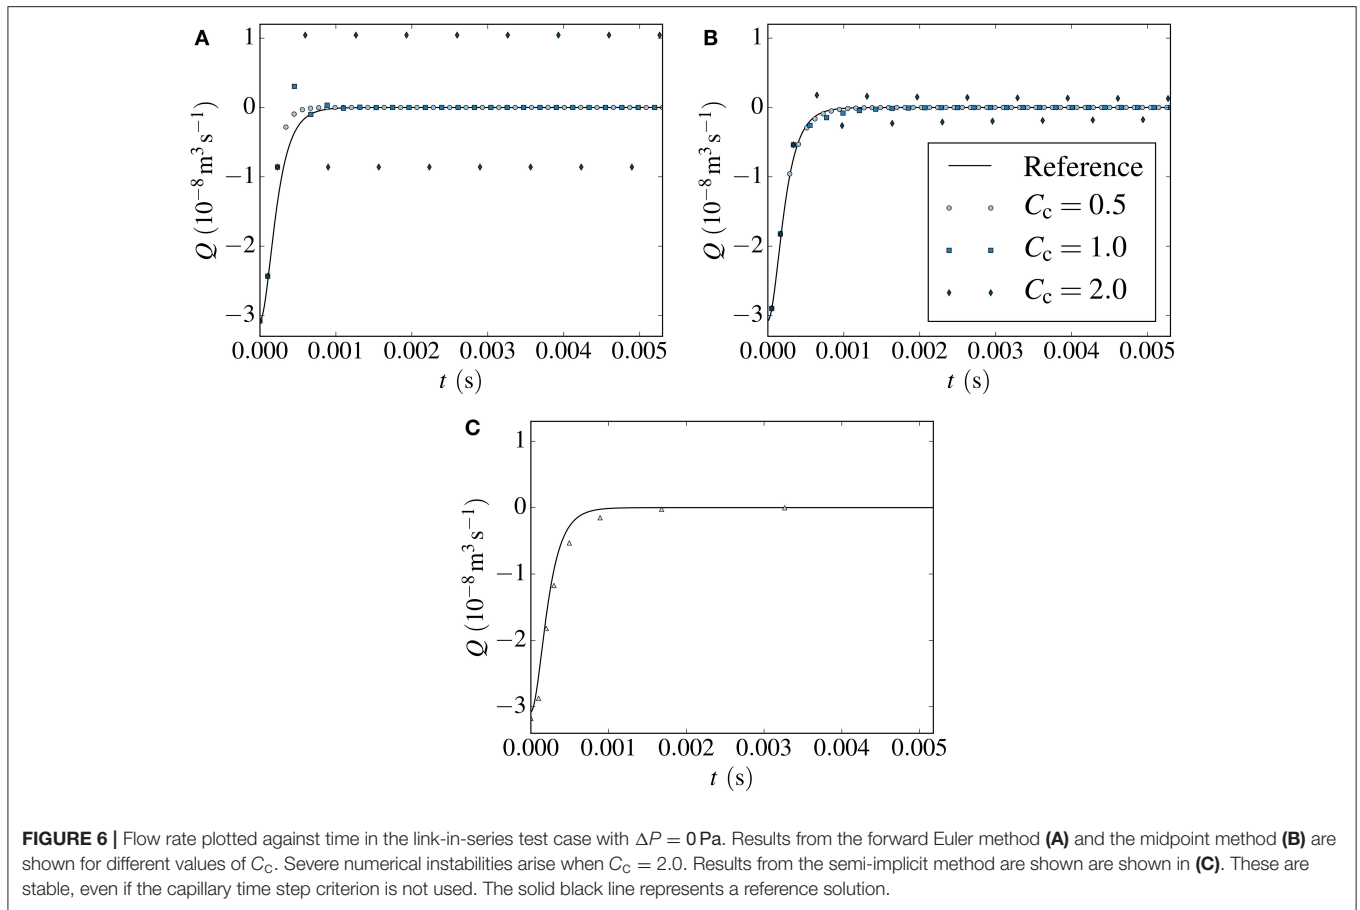 A
1
0
−1
−2
−3
Q (10⁻⁸ m³ s⁻¹)
0.000 0.001 0.002 0.003 0.004 0.005
t (s)
B
1
0
−1
−2
−3
Q (10⁻⁸ m³ s⁻¹)
Reference
C_c = 0.5
C_c = 1.0
C_c = 2.0
0.000 0.001 0.002 0.003 0.004 0.005
t (s)
C
1
0
−1
−2
−3
Q (10⁻⁸ m³ s⁻¹)
0.000 0.001 0.002 0.003 0.004 0.005
t (s)
FIGURE 6 | Flow rate plotted against time in the link-in-series test case with ΔP = 0 Pa. Results from the forward Euler method (A) and the midpoint method (B) are
shown for different values of C_c. Severe numerical instabilities arise when C_c = 2.0. Results from the semi-implicit method are shown are shown in (C). These are
stable, even if the capillary time step criterion is not used. The solid black line represents a reference solution.